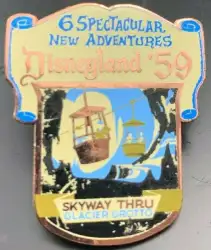 6 SPECTACULAR
NEW ADVENTURES
Disneyland '59
SKYWAY THRU
GLACIER GROTTO